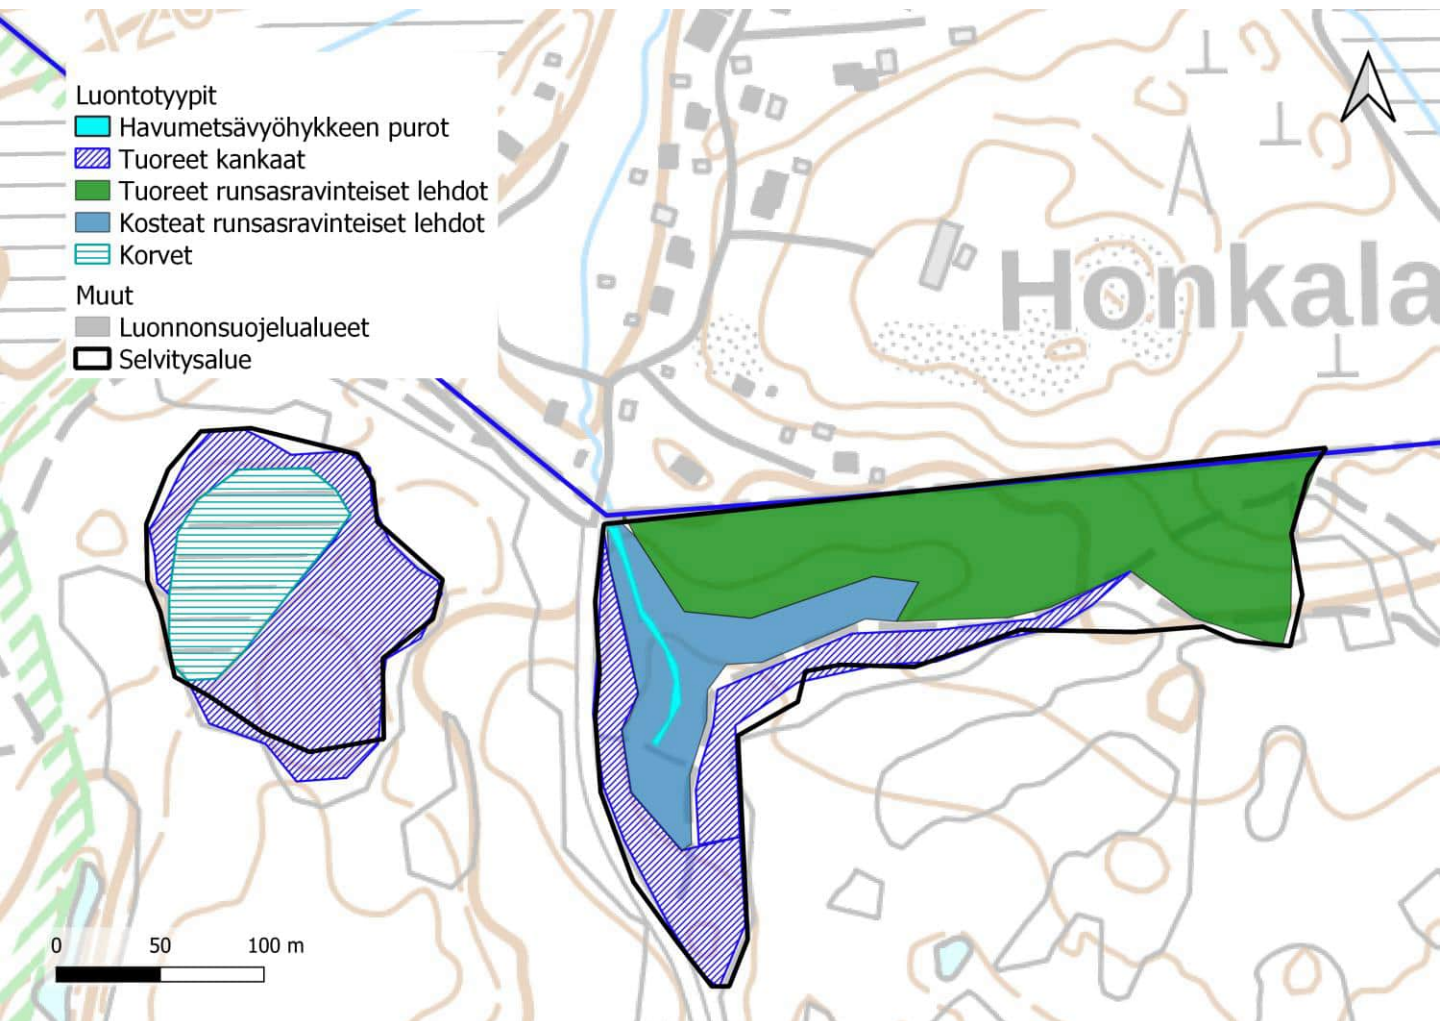 Luontotyypit
Havumetsävyöhykkeen purot
Tuoreet kankaat
Tuoreet runsasravinteiset lehdot
Kosteat runsasravinteiset lehdot
Korvet
Muut
Luonnonsuojelualueet
Selvitysalue
Honkala
0 50 100 m